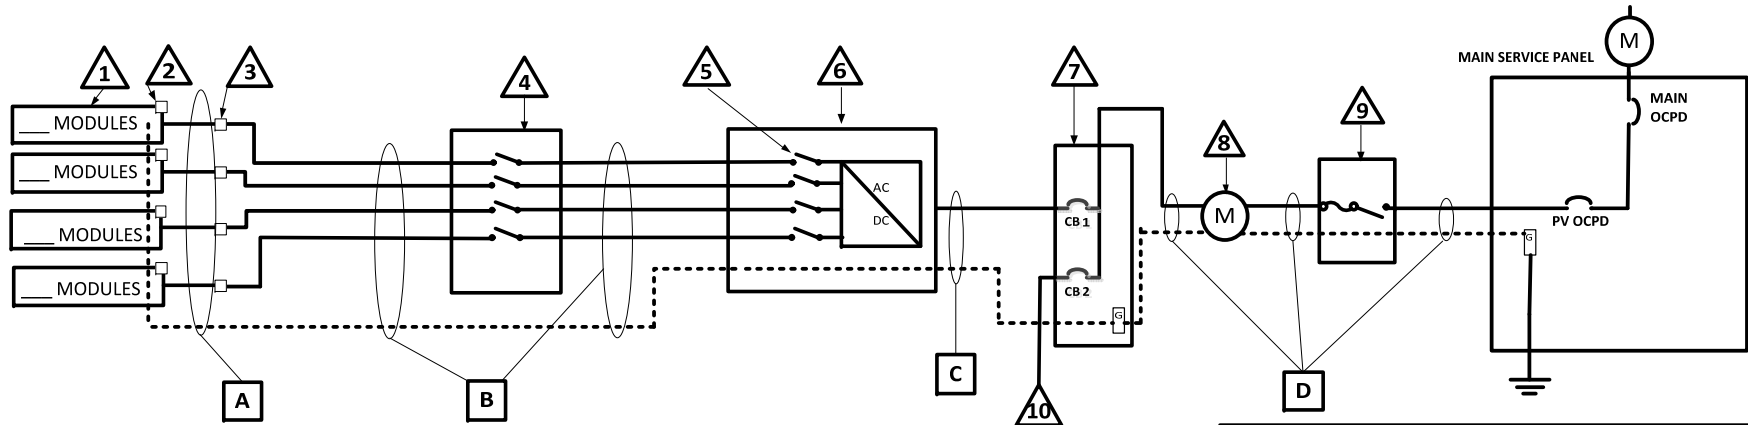 1
2
3
4
5
6
7
8
9
10
M
MAIN SERVICE PANEL
MAIN
OCPD
___ MODULES
___ MODULES
___ MODULES
___ MODULES
AC
DC
CB 1
CB 2
G
M
PV OCPD
G
A
B
C
D